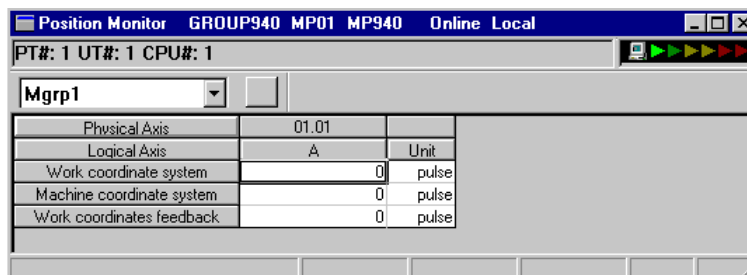 Position Monitor GROUP940 MP01 MP940 Online Local
PT#: 1 UT#: 1 CPU#: 1
Mgrp1
Physical Axis 01.01
Logical Axis A Unit
Work coordinate system 0 pulse
Machine coordinate system 0 pulse
Work coordinates feedback 0 pulse